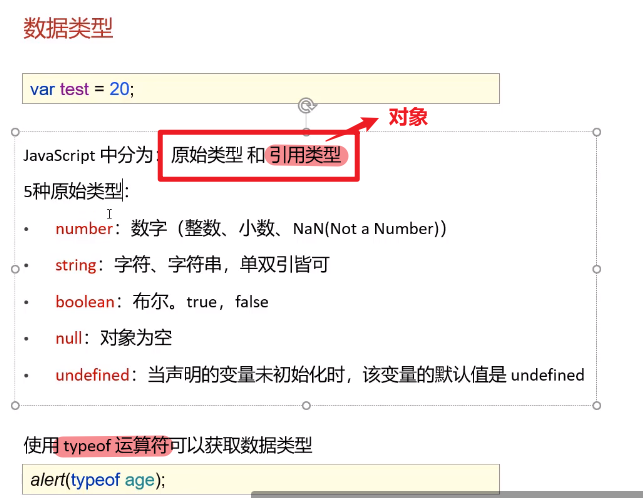 数据类型
var test = 20;
对象
JavaScript 中分为：原始类型 和引用类型
5种原始类型：
• number：数字（整数、小数、NaN(Not a Number)）
• string：字符、字符串，单双引皆可
• boolean：布尔。true，false
• null：对象为空
• undefined：当声明的变量未初始化时，该变量的默认值是 undefined
使用 typeof 运算符可以获取数据类型
alert(typeof age);